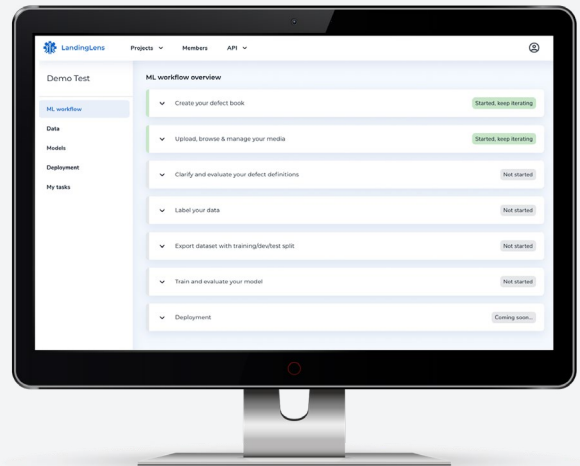 LandingLens Projects Members API
Demo Test
ML workflow
Data
Models
Deployment
My tasks
ML workflow overview
Create your defect book Started, keep iterating
Upload, browse & manage your media Started, keep iterating
Clarify and evaluate your defect definitions Not started
Label your data Not started
Export dataset with training/dev/test split Not started
Train and evaluate your model Not started
Deployment Coming soon...